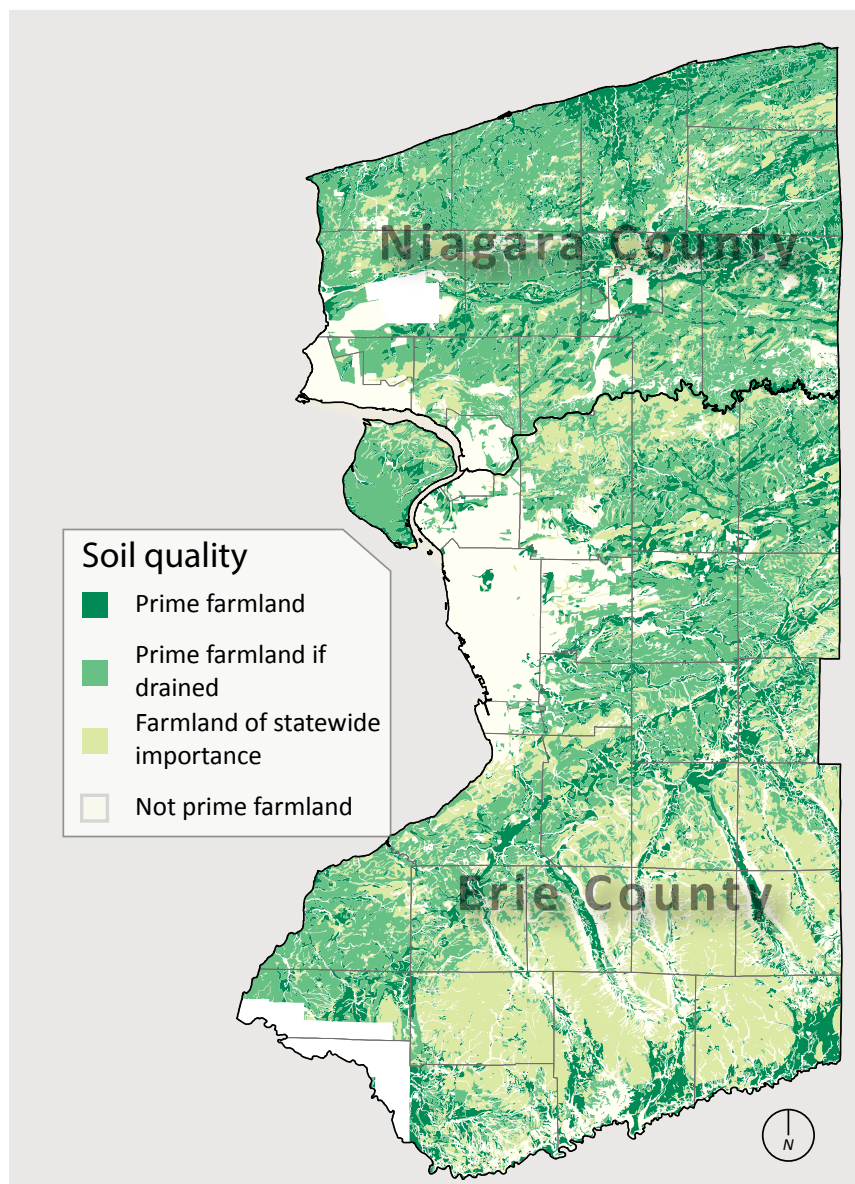 Niagara County
Soil quality
Prime farmland
Prime farmland if
drained
Farmland of statewide
importance
Not prime farmland
Erie County
N